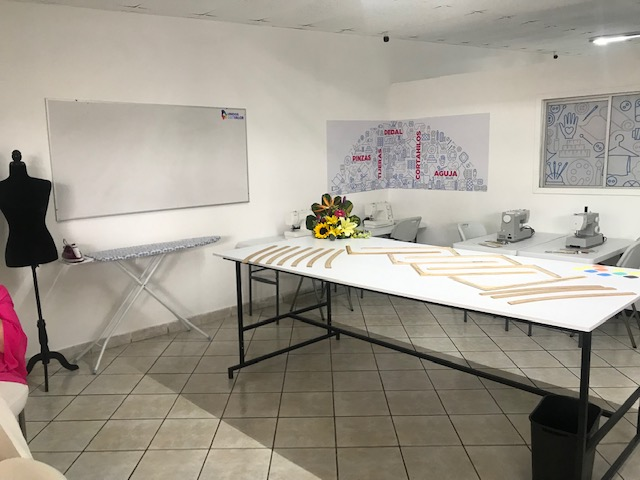 DEDAL
PINZAS
TIJERAS
CORTAHILOS
AGUJA